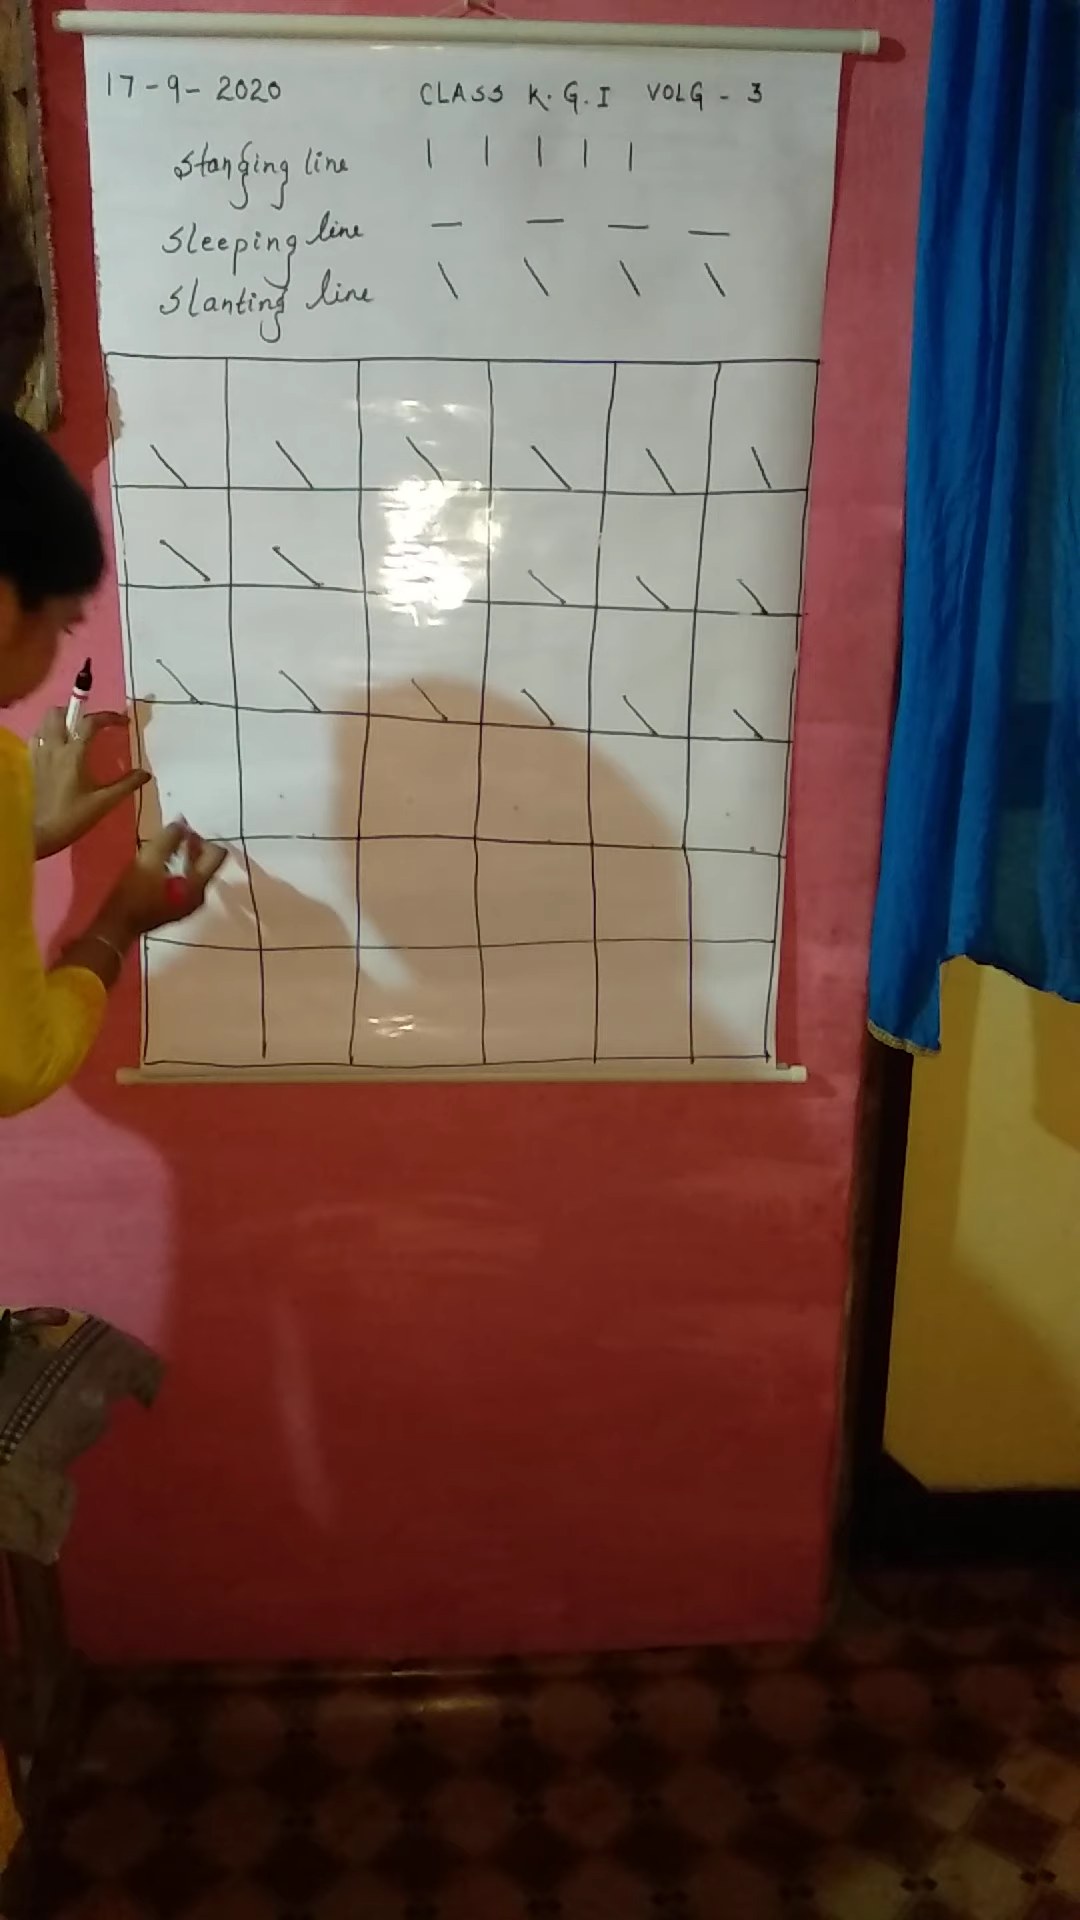 17-9-2020 CLASS K.G.I VOLG - 3
Standing line | | | | |
Sleeping line — — — —
Slanting line \ \ \ \